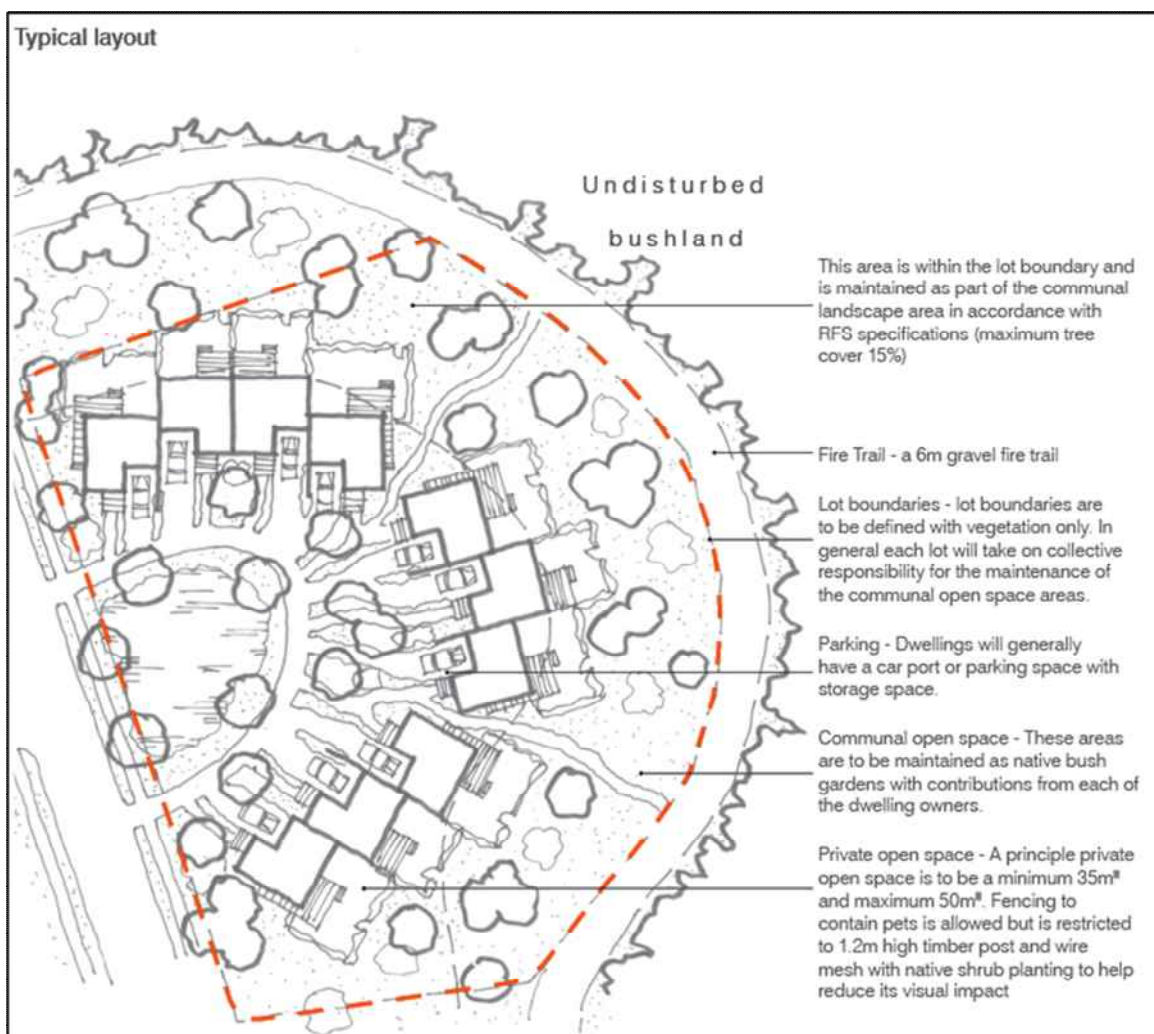 Typical layout
Undisturbed
bushland
This area is within the lot boundary and
is maintained as part of the communal
landscape area in accordance with
RFS specifications (maximum tree
cover 15%)
Fire Trail - a 6m gravel fire trail
Lot boundaries - lot boundaries are
to be defined with vegetation only. In
general each lot will take on collective
responsibility for the maintenance of
the communal open space areas.
Parking - Dwellings will generally
have a car port or parking space with
storage space.
Communal open space - These areas
are to be maintained as native bush
gardens with contributions from each of
the dwelling owners.
Private open space - A principle private
open space is to be a minimum 35m²
and maximum 50m². Fencing to
contain pets is allowed but is restricted
to 1.2m high timber post and wire
mesh with native shrub planting to help
reduce its visual impact